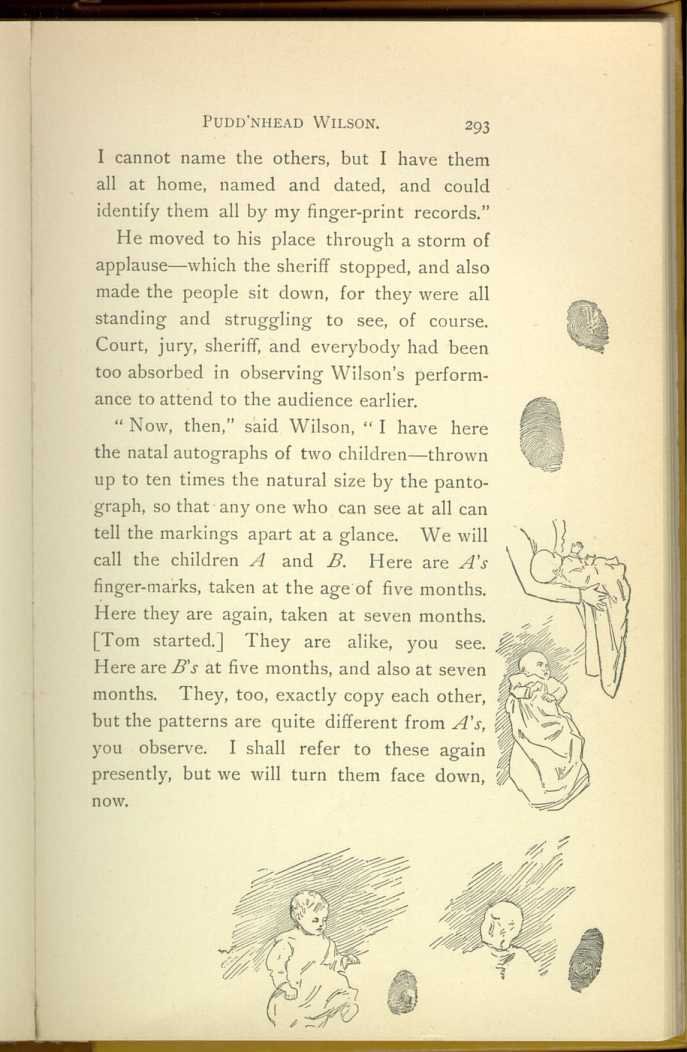 PUDD'NHEAD WILSON. 293
I cannot name the others, but I have them
all at home, named and dated, and could
identify them all by my finger-print records.”
He moved to his place through a storm of
applause—which the sheriff stopped, and also
made the people sit down, for they were all
standing and struggling to see, of course.
Court, jury, sheriff, and everybody had been
too absorbed in observing Wilson's perform-
ance to attend to the audience earlier.
“ Now, then,” said Wilson, “ I have here
the natal autographs of two children—thrown
up to ten times the natural size by the panto-
graph, so that any one who can see at all can
tell the markings apart at a glance. We will
call the children A and B. Here are A's
finger-marks, taken at the age of five months.
Here they are again, taken at seven months.
[Tom started.] They are alike, you see.
Here are B's at five months, and also at seven
months. They, too, exactly copy each other,
but the patterns are quite different from A's,
you observe. I shall refer to these again
presently, but we will turn them face down,
now.